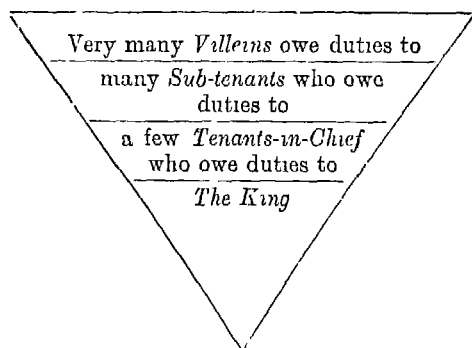 Very many Villeins owe duties to
many Sub-tenants who owe
duties to
a few Tenants-in-Chief
who owe duties to
The King